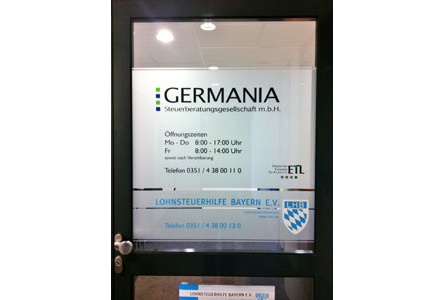 GERMANIA
Steuerberatungsgesellschaft m.b.H.
Öffnungszeiten
Mo - Do 8:00 - 17:00 Uhr
Fr 8:00 - 14:00 Uhr
sowie nach Vereinbarung
Telefon 0351 / 4 38 00 11 0
ETL
LOHNSTEUERHILFE BAYERN E.V.
LHB
Telefon 0351 / 4 38 00 13 0
LOHNSTEUERHILFE BAYERN E.V.